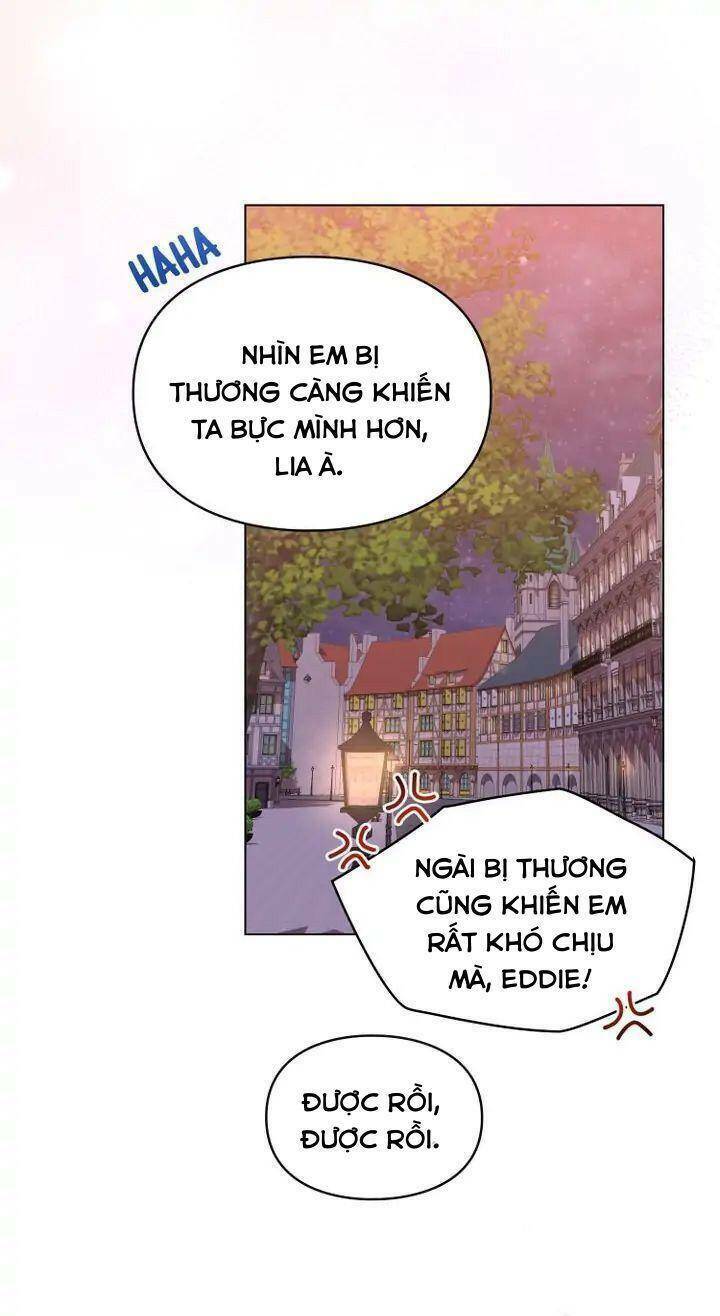 HAHA
NHÌN EM BỊ
THƯƠNG CÀNG KHIẾN
TA BỰC MÌNH HƠN,
LIA À.
NGÀI BỊ THƯƠNG
CŨNG KHIẾN EM
RẤT KHÓ CHỊU
MÀ, EDDIE!
ĐƯỢC RỒI,
ĐƯỢC RỒI.